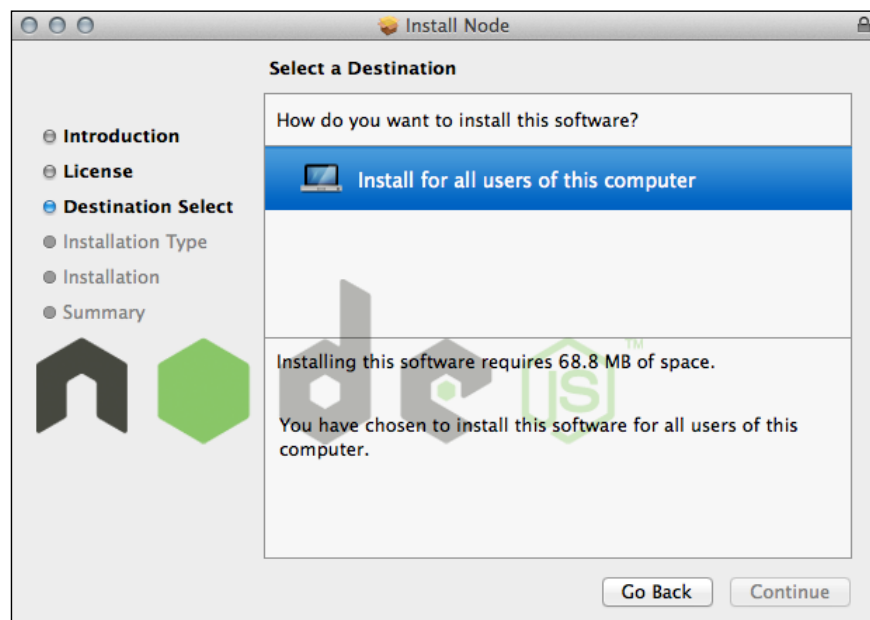 Install Node
Select a Destination
Introduction
License
Destination Select
Installation Type
Installation
Summary
How do you want to install this software?
Install for all users of this computer
Installing this software requires 68.8 MB of space.
You have chosen to install this software for all users of this
computer.
node
JS™
Go Back
Continue